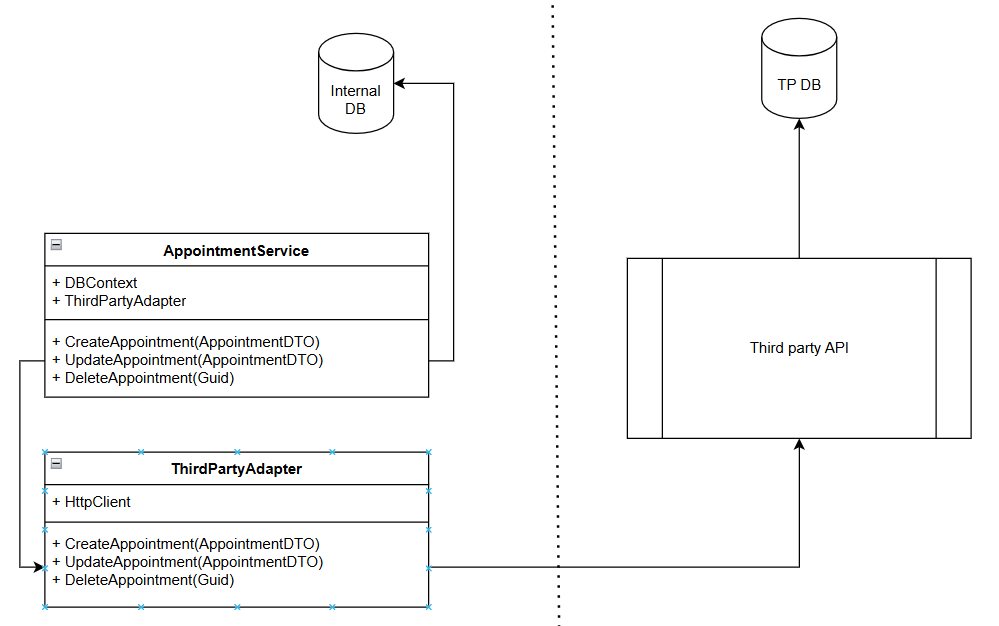 Internal
DB
TP DB
AppointmentService
+ DBContext
+ ThirdPartyAdapter
+ CreateAppointment(AppointmentDTO)
+ UpdateAppointment(AppointmentDTO)
+ DeleteAppointment(Guid)
Third party API
ThirdPartyAdapter
+ HttpClient
+ CreateAppointment(AppointmentDTO)
+ UpdateAppointment(AppointmentDTO)
+ DeleteAppointment(Guid)